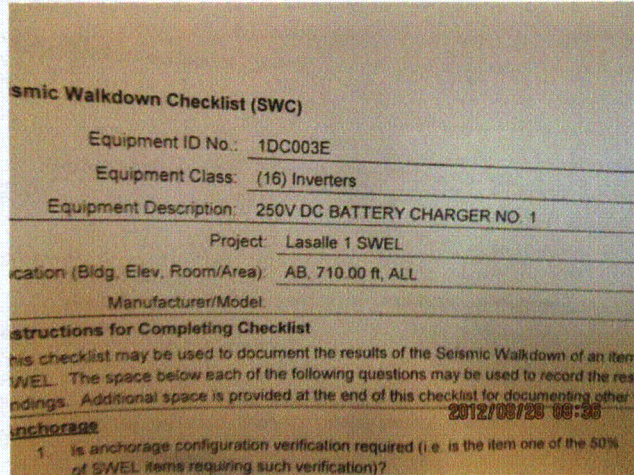 smic Walkdown Checklist (SWC)
Equipment ID No.: 1DC003E
Equipment Class: (16) Inverters
Equipment Description: 250V DC BATTERY CHARGER NO. 1
Project: Lasalle 1 SWEL
cation (Bldg, Elev, Room/Area): AB, 710.00 ft, ALL
Manufacturer/Model:
structions for Completing Checklist
his checklist may be used to document the results of the Seismic Walkdown of an item
WEL. The space below each of the following questions may be used to record the res
ndings. Additional space is provided at the end of this checklist for documenting other
2012/08/28
nchorage
1. Is anchorage configuration verification required (i.e. is the item one of the 50%
of SWEL items requiring such verification)?